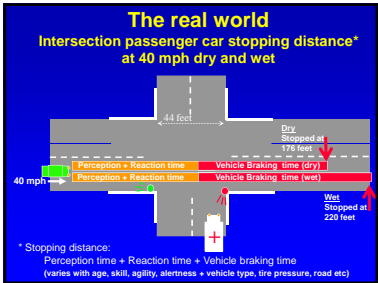 The real world
Intersection passenger car stopping distance*
at 40 mph dry and wet
44 feet
Dry
Stopped at
176 feet
Perception + Reaction time
Vehicle Braking time (dry)
Perception + Reaction time
Vehicle Braking time (wet)
40 mph
Wet
Stopped at
220 feet
* Stopping distance:
Perception time + Reaction time + Vehicle braking time
(varies with age, skill, agility, alertness + vehicle type, tire pressure, road etc)